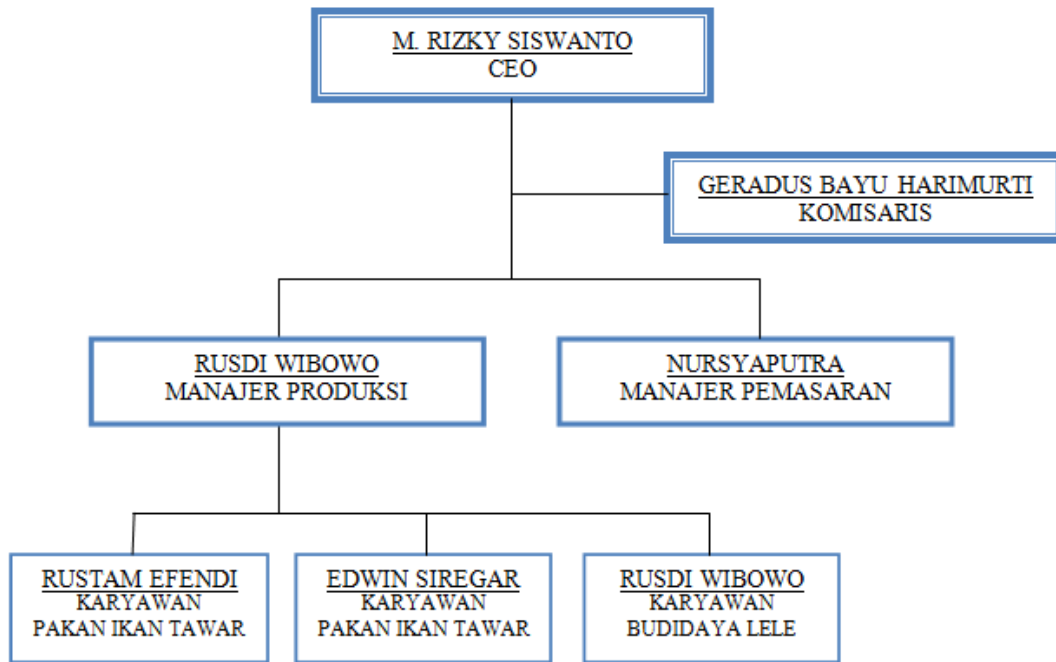 M. RIZKY SISWANTO
CEO
GERADUS BAYU HARIMURTI
KOMISARIS
RUSDI WIBOWO
MANAJER PRODUKSI
NURSYAPUTRA
MANAJER PEMASARAN
RUSTAM EFENDI
KARYAWAN
PAKAN IKAN TAWAR
EDWIN SIREGAR
KARYAWAN
PAKAN IKAN TAWAR
RUSDI WIBOWO
KARYAWAN
BUDIDAYA LELE